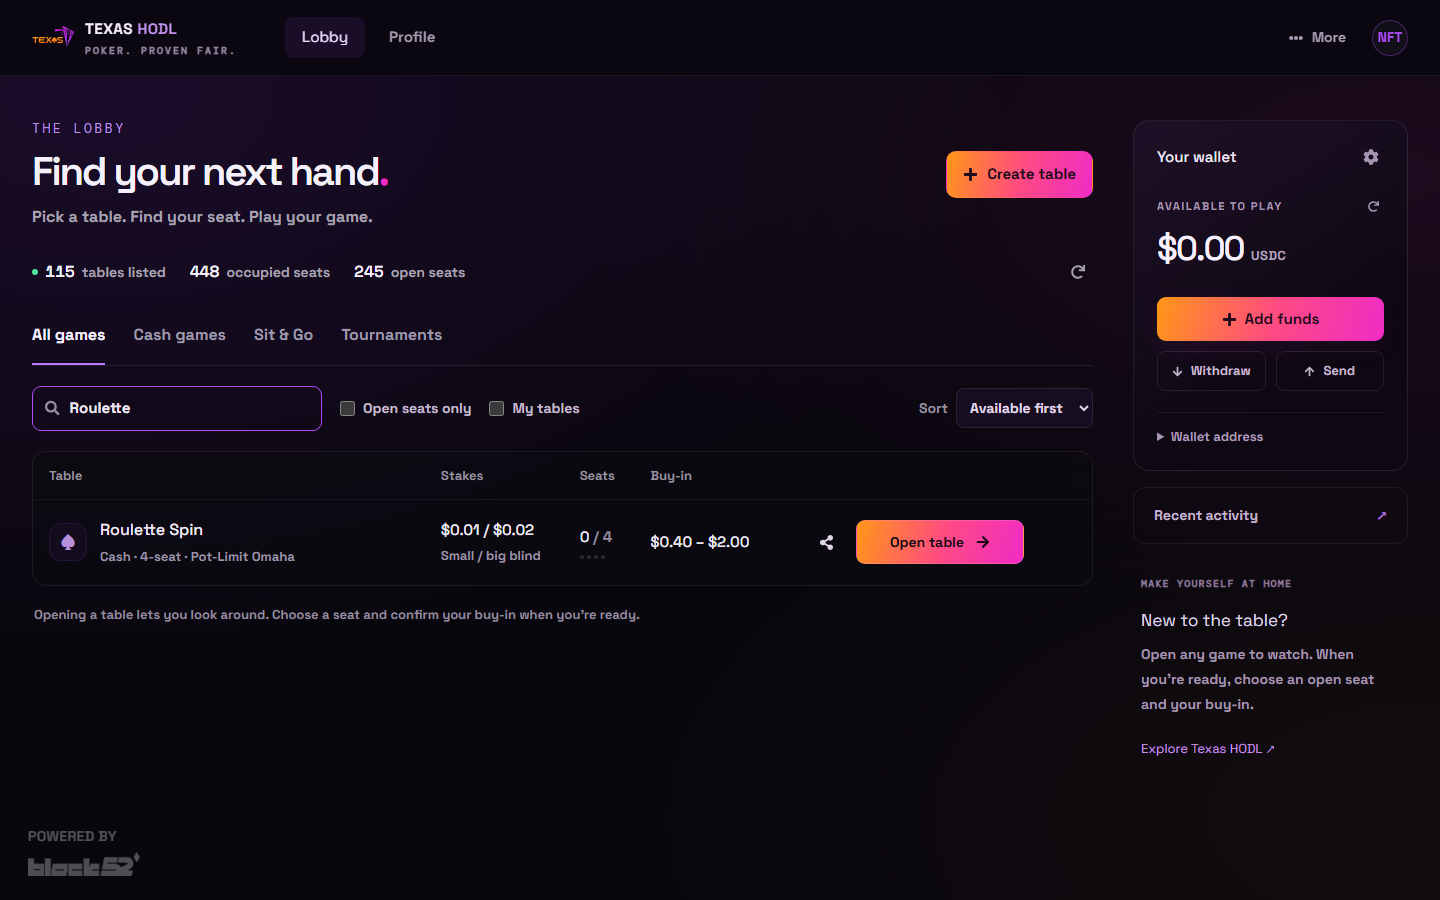 TEXAS
TEXAS HODL
POKER. PROVEN FAIR.
Lobby
Profile
More
NFT
THE LOBBY
Find your next hand.
Pick a table. Find your seat. Play your game.
Create table
115 tables listed
448 occupied seats
245 open seats
All games
Cash games
Sit & Go
Tournaments
Roulette
Open seats only
My tables
Sort
Available first
Table
Stakes
Seats
Buy-in
Roulette Spin
Cash · 4-seat · Pot-Limit Omaha
$0.01 / $0.02
Small / big blind
0 / 4
$0.40 – $2.00
Open table
Opening a table lets you look around. Choose a seat and confirm your buy-in when you're ready.
Your wallet
AVAILABLE TO PLAY
$0.00 USDC
Add funds
Withdraw
Send
Wallet address
Recent activity
MAKE YOURSELF AT HOME
New to the table?
Open any game to watch. When
you're ready, choose an open seat
and your buy-in.
Explore Texas HODL ↗
POWERED BY
block52